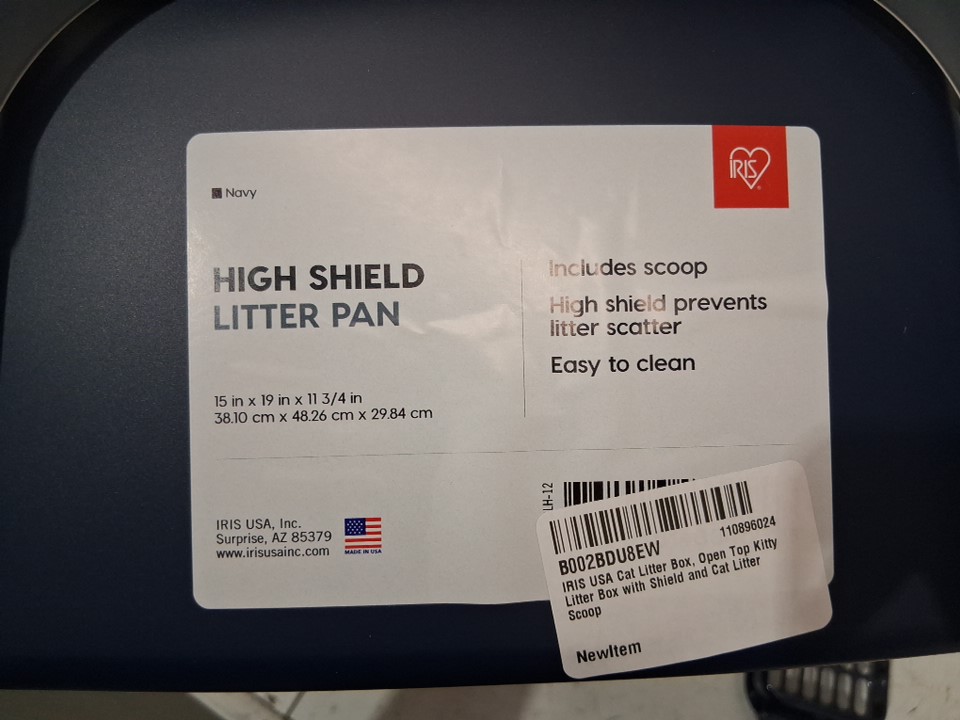 Navy
IRIS
HIGH SHIELD
LITTER PAN
15 in x 19 in x 11 3/4 in
38.10 cm x 48.26 cm x 29.84 cm
Includes scoop
High shield prevents
litter scatter
Easy to clean
IRIS USA, Inc.
Surprise, AZ 85379
www.irisusainc.com
MADE IN USA
LH-12
110896024
B002BDU8EW
IRIS USA Cat Litter Box, Open Top Kitty
Litter Box with Shield and Cat Litter
Scoop
NewItem